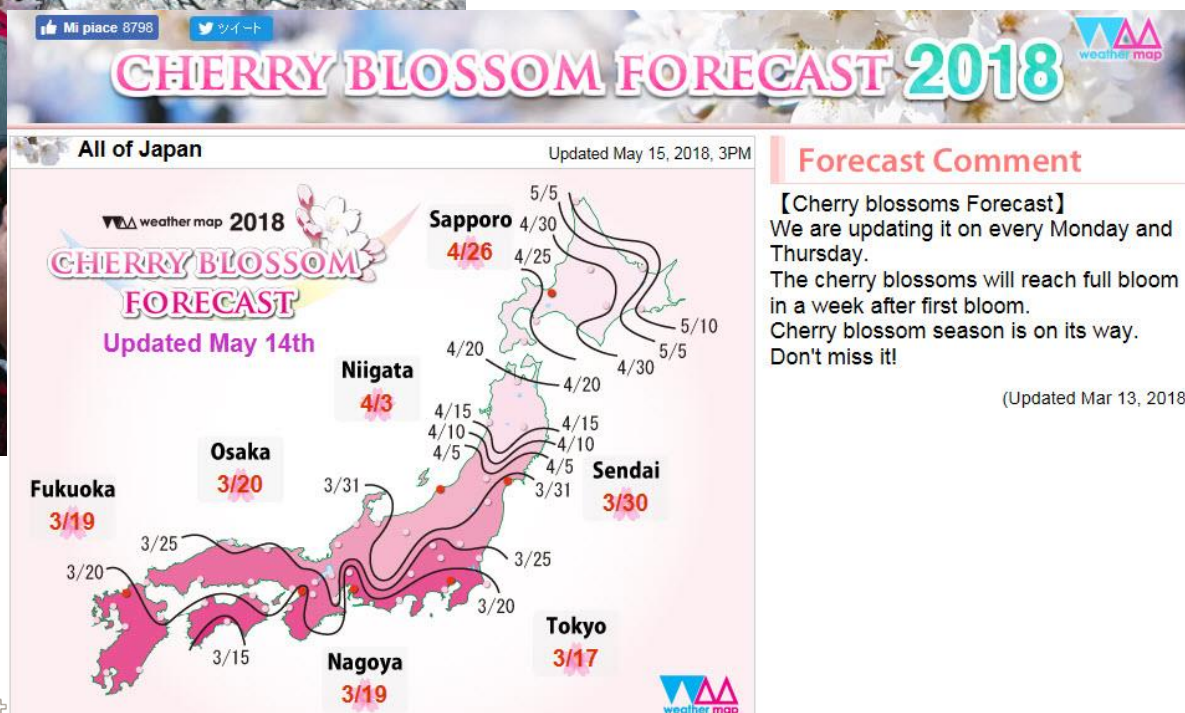 Mi piace 8798
ツイート
CHERRY BLOSSOM FORECAST 2018
weather map
All of Japan
Updated May 15, 2018, 3PM
weather map 2018
CHERRY BLOSSOM
FORECAST
Updated May 14th
Sapporo
4/26
Niigata
4/3
Osaka
3/20
Fukuoka
3/19
Sendai
3/30
Tokyo
3/17
Nagoya
3/19
5/5
4/30
4/25
5/10
5/5
4/30
4/20
4/20
4/15
4/15
4/10
4/10
4/5
4/5
3/31
3/31
3/25
3/25
3/20
3/20
3/15
weather map
Forecast Comment
【Cherry blossoms Forecast】
We are updating it on every Monday and
Thursday.
The cherry blossoms will reach full bloom
in a week after first bloom.
Cherry blossom season is on its way.
Don't miss it!
(Updated Mar 13, 2018